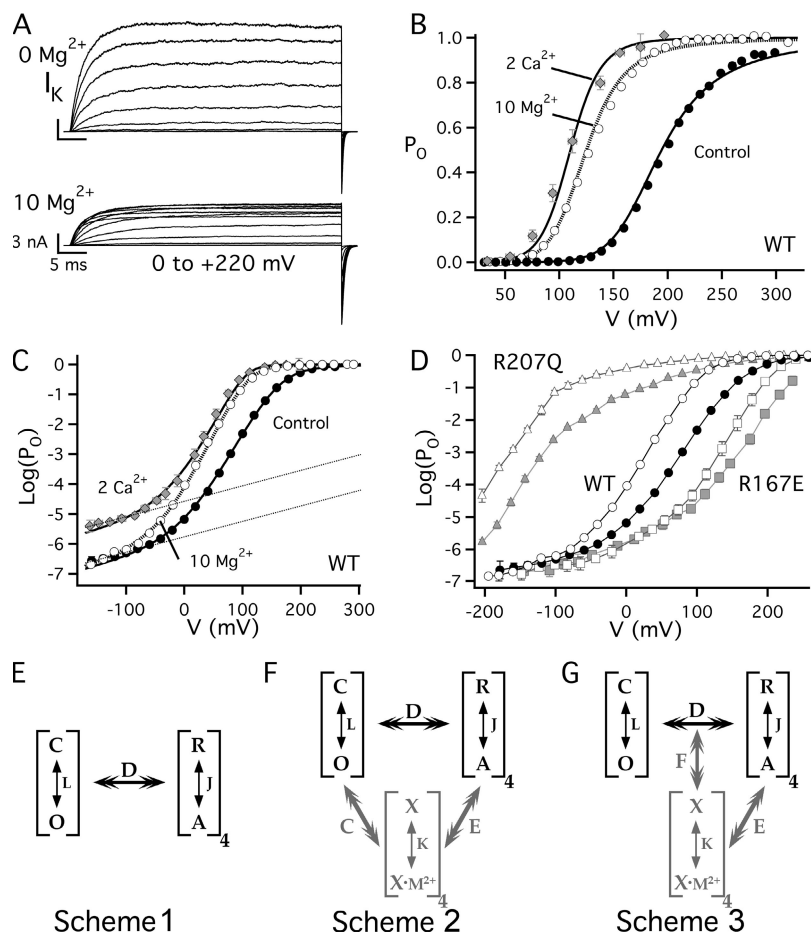 A
0 Mg2+
IK
10 Mg2+
3 nA
5 ms
0 to +220 mV
B
1.0
0.8
0.6
0.4
0.2
0.0
PO
2 Ca2+
10 Mg2+
Control
WT
50 100 150 200 250 300
V (mV)
C
0
-1
-2
-3
-4
-5
-6
-7
Log(PO)
Control
2 Ca2+
10 Mg2+
WT
-100 0 100 200 300
V (mV)
D
0
-1
-2
-3
-4
-5
-6
-7
Log(PO)
R207Q
WT
R167E
-200 -100 0 100 200
V (mV)
E
C
L
O
D
R
J
A
4
Scheme 1
F
C
L
O
D
R
J
A
4
C
E
X
K
X·M2+
4
Scheme 2
G
C
L
O
D
R
J
A
4
F
E
X
K
X·M2+
4
Scheme 3